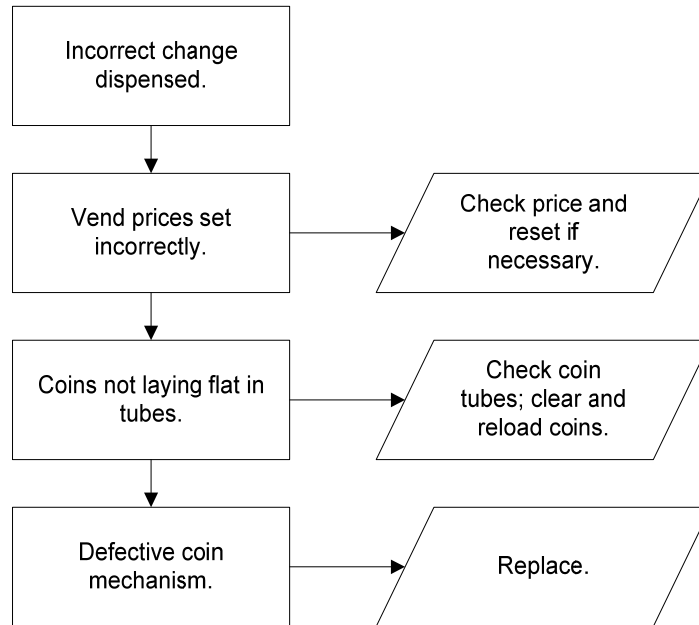 Incorrect change
dispensed.
Vend prices set
incorrectly.
Check price and
reset if
necessary.
Coins not laying flat in
tubes.
Check coin
tubes; clear and
reload coins.
Defective coin
mechanism.
Replace.